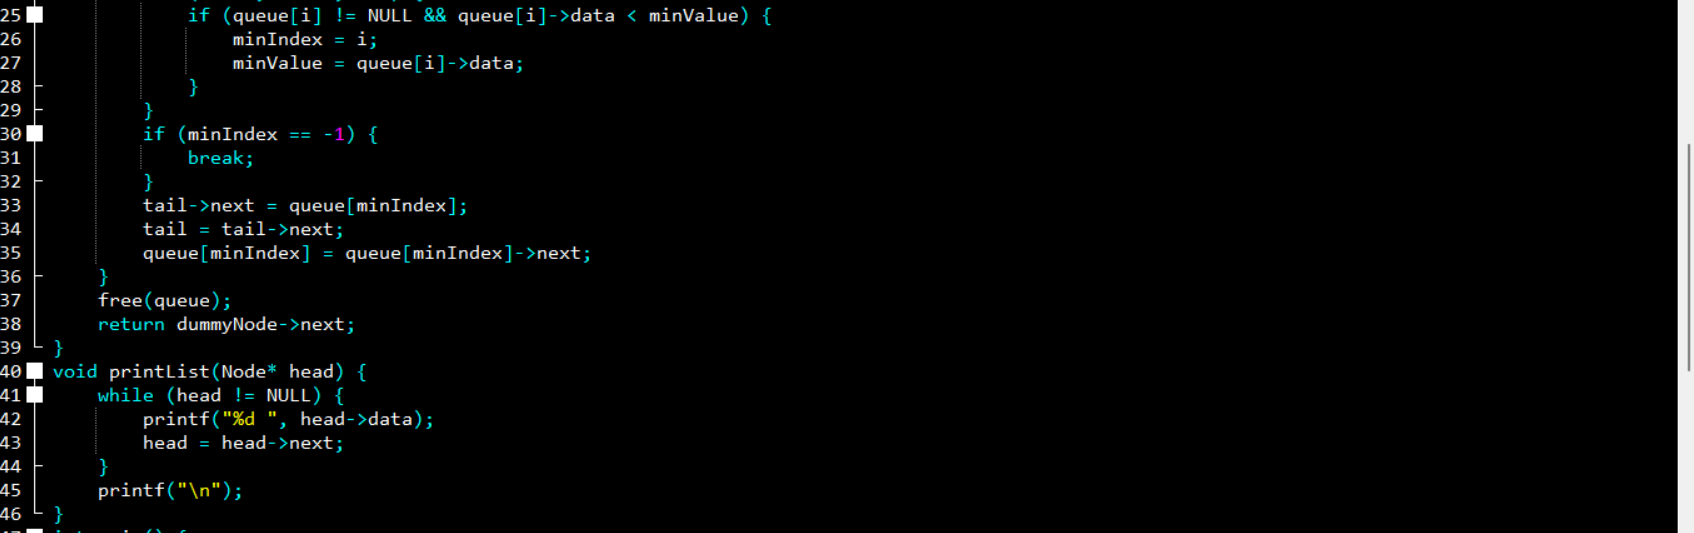 25 if (queue[i] != NULL && queue[i]->data < minValue) {
26 minIndex = i;
27 minValue = queue[i]->data;
28 }
29 }
30 if (minIndex == -1) {
31 break;
32 }
33 tail->next = queue[minIndex];
34 tail = tail->next;
35 queue[minIndex] = queue[minIndex]->next;
36 }
37 free(queue);
38 return dummyNode->next;
39 }
40 void printList(Node* head) {
41 while (head != NULL) {
42 printf("%d ", head->data);
43 head = head->next;
44 }
45 printf("\n");
46 }